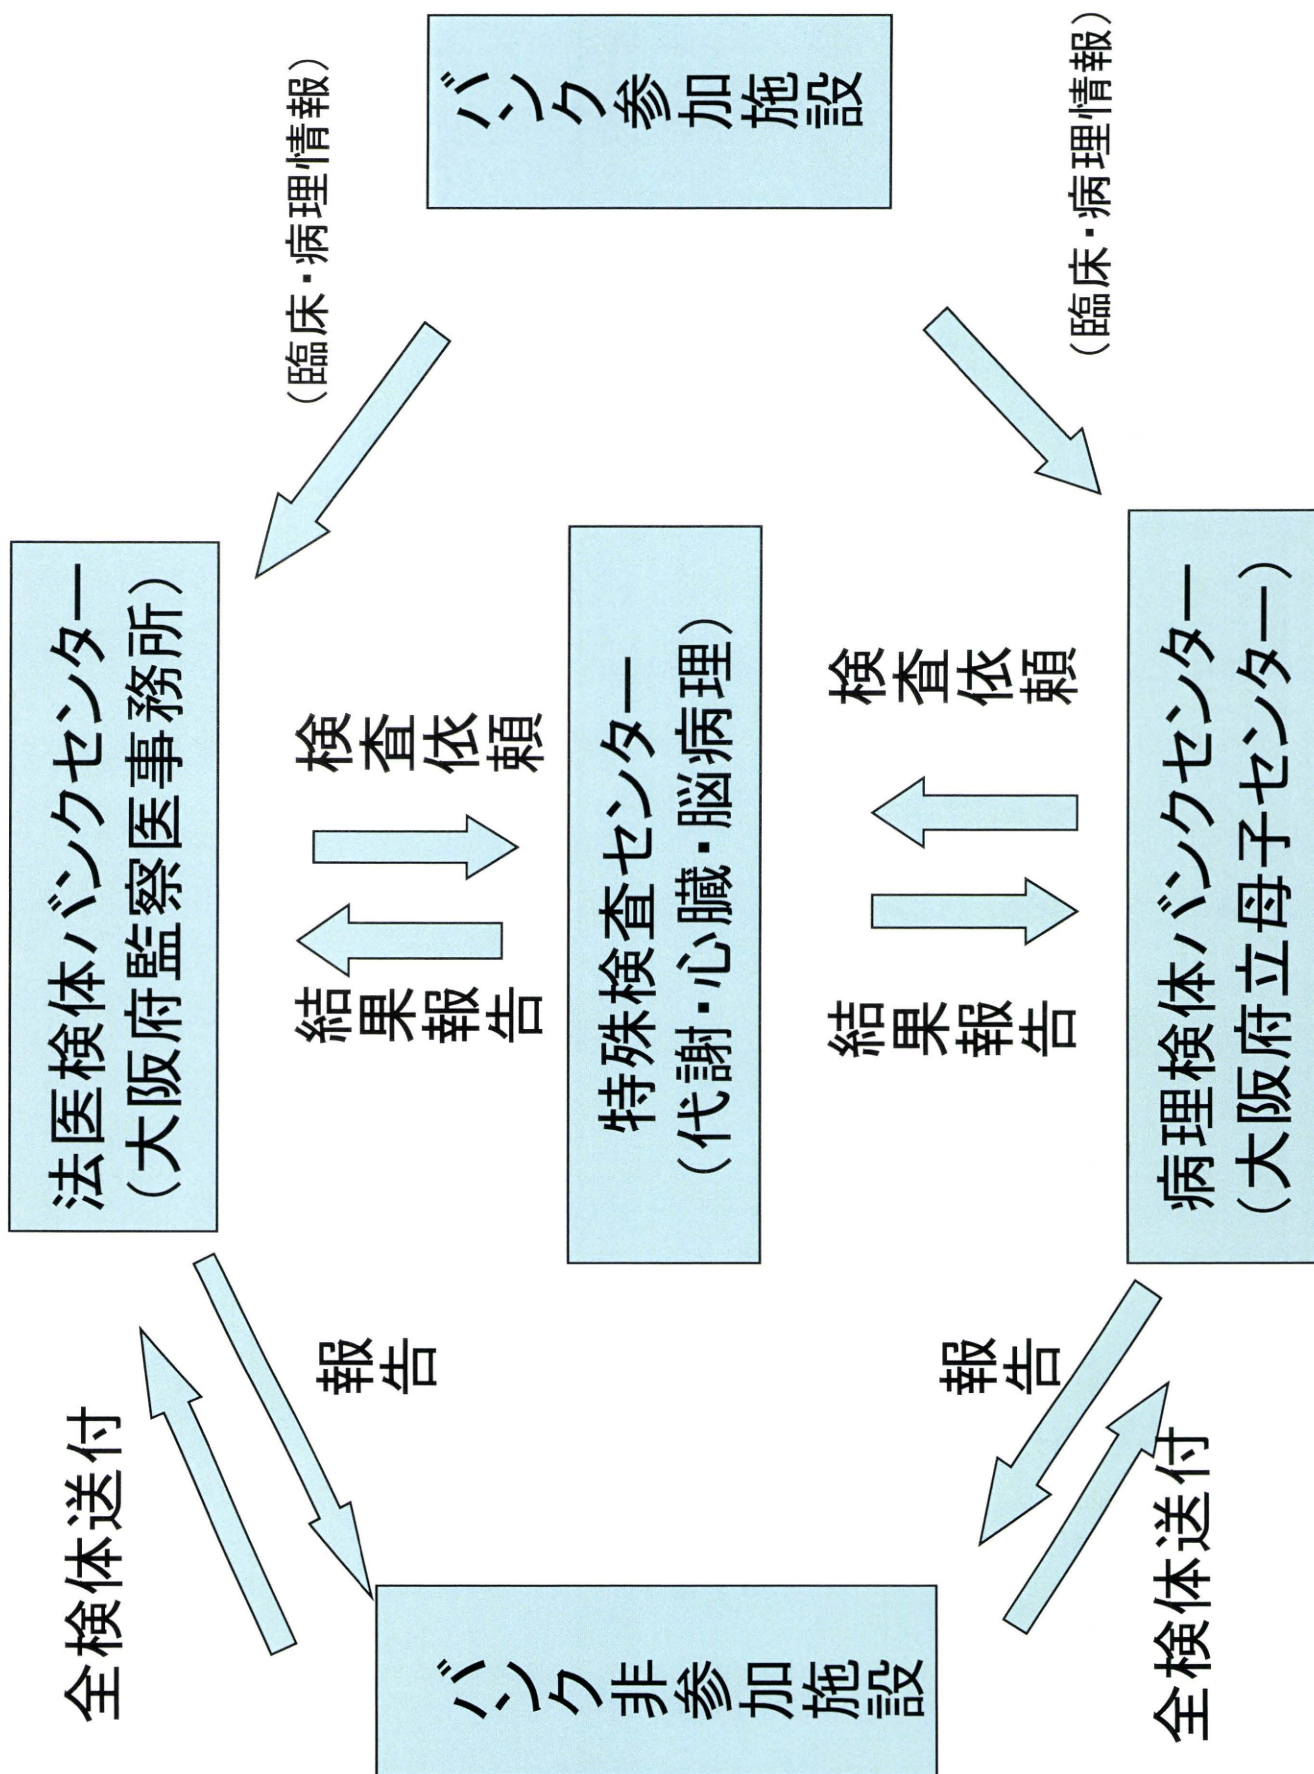 法医検体バンクセンター
（大阪府監察医事務所）
全検体送付
報告
結果報告
検査依頼
（臨床・病理情報）
バンク非参加施設
特殊検査センター
（代謝・心臓・脳病理）
バンク参加施設
報告
全検体送付
結果報告
検査依頼
（臨床・病理情報）
病理検体バンクセンター
（大阪府立母子センター）